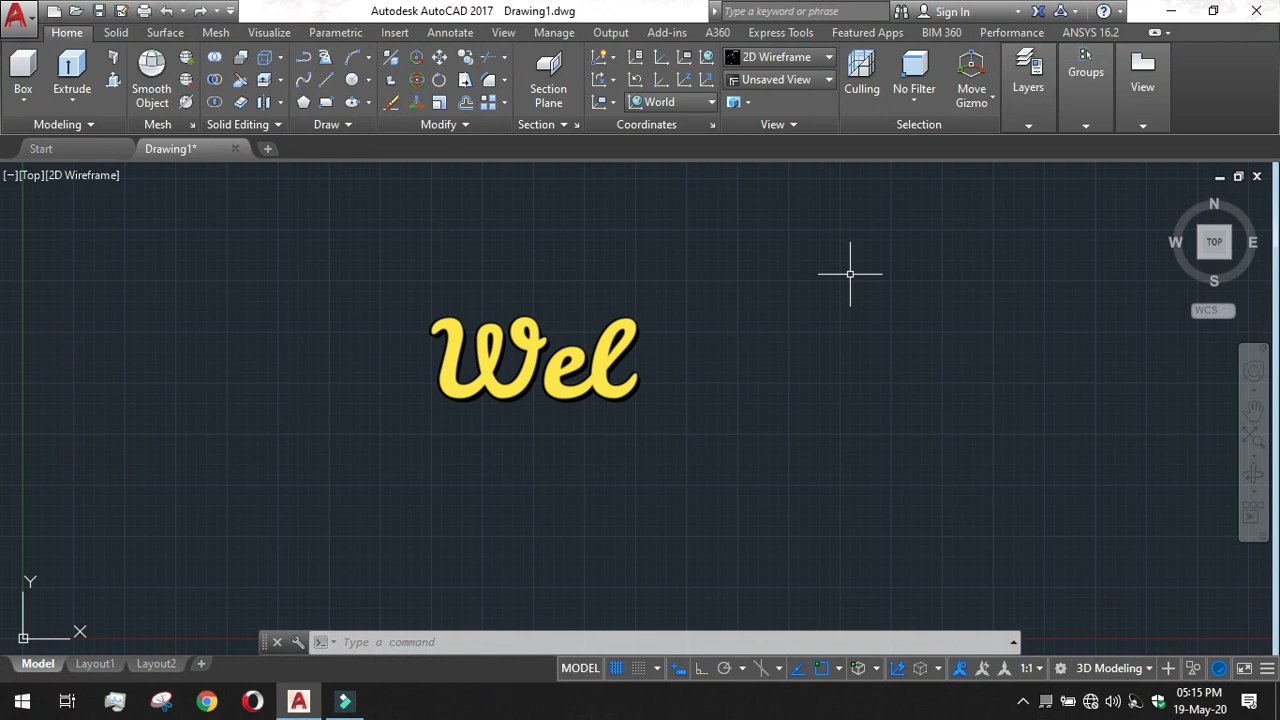 Autodesk AutoCAD 2017 Drawing1.dwg
Type a keyword or phrase
Sign In
Home Solid Surface Mesh Visualize Parametric Insert Annotate View Manage Output Add-ins A360 Express Tools Featured Apps BIM 360 Performance ANSYS 16.2
2D Wireframe
Unsaved View
World
Box Extrude Smooth Object Section Plane Culling No Filter Move Gizmo Layers Groups View
Modeling Mesh Solid Editing Draw Modify Section Coordinates View Selection
Start Drawing1*
[−][Top][2D Wireframe]
N
W TOP E
S
WCS
Wel
Y
X
Type a command
Model Layout1 Layout2
MODEL 1:1 3D Modeling
05:15 PM
19-May-20